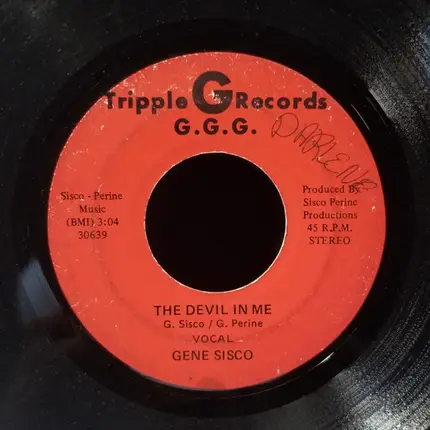 Tripple G Records
G.G.G.
DARLENE
Sisco - Perine
Music
(BMI) 3:04
30639
Produced By
Sisco Perine
Productions
45 R.P.M.
STEREO
THE DEVIL IN ME
G. Sisco / G. Perine
VOCAL
GENE SISCO